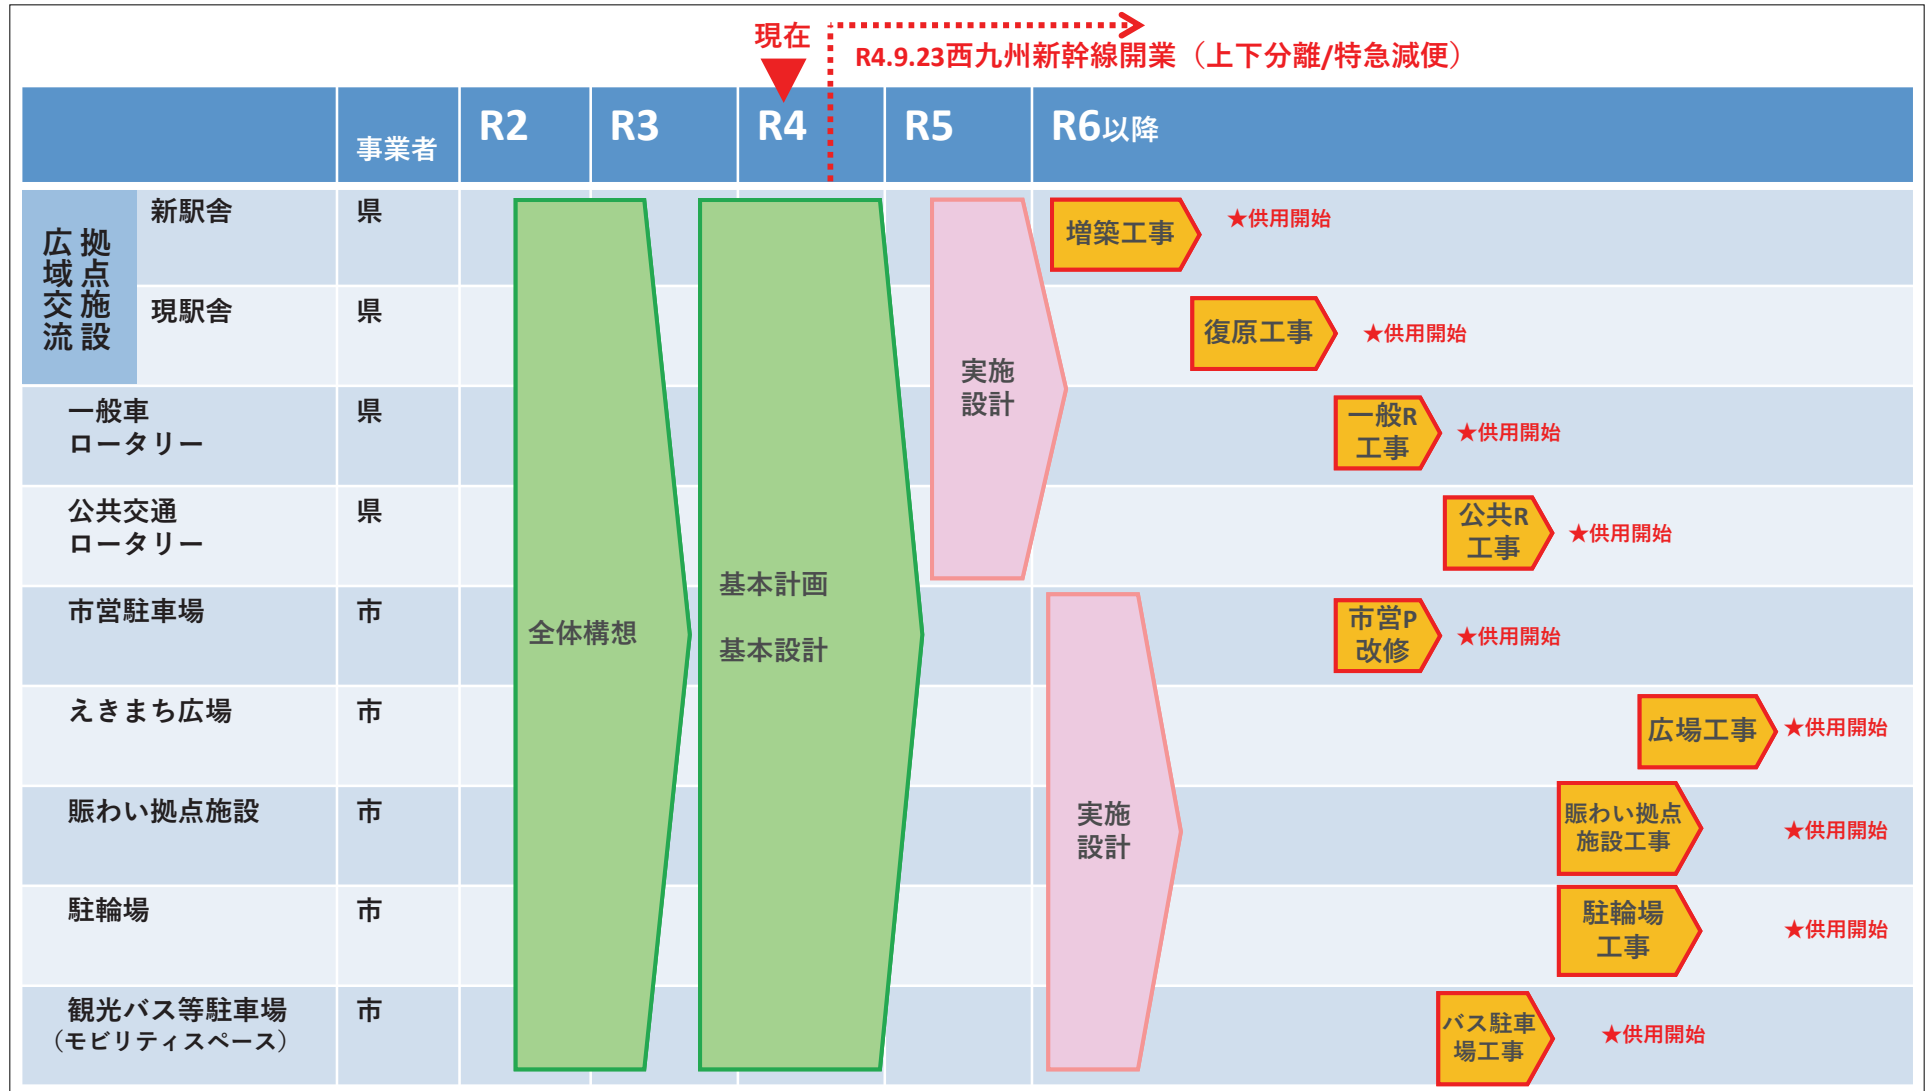 現在
R4.9.23西九州新幹線開業（上下分離/特急減便）
事業者
R2
R3
R4
R5
R6以降
広域交流
拠点施設
新駅舎
県
増築工事
★供用開始
現駅舎
県
復原工事
★供用開始
実施
設計
一般車
ロータリー
県
一般R
工事
★供用開始
公共交通
ロータリー
県
公共R
工事
★供用開始
全体構想
基本計画
基本設計
市営駐車場
市
市営P
改修
★供用開始
えきまち広場
市
広場工事
★供用開始
賑わい拠点施設
市
実施
設計
賑わい拠点
施設工事
★供用開始
駐輪場
市
駐輪場
工事
★供用開始
観光バス等駐車場
（モビリティスペース）
市
バス駐車
場工事
★供用開始